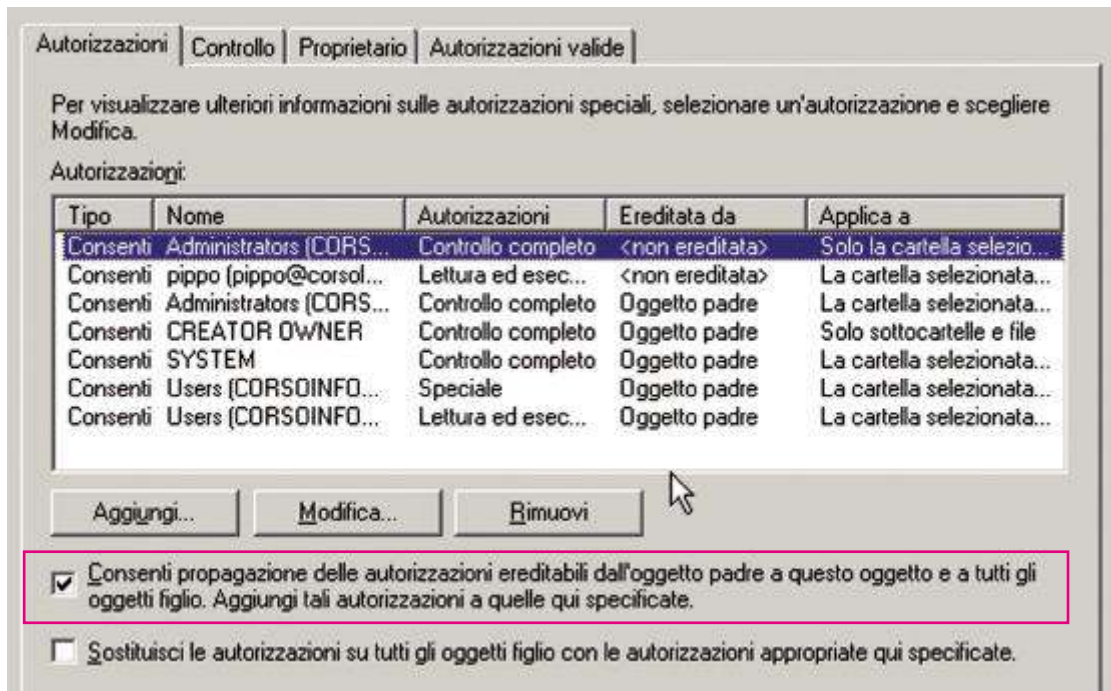 Autorizzazioni Controllo Proprietario Autorizzazioni valide
Per visualizzare ulteriori informazioni sulle autorizzazioni speciali, selezionare un'autorizzazione e scegliere
Modifica.
Autorizzazioni:
Tipo Nome Autorizzazioni Ereditata da Applica a
Consenti Administrators (CORS... Controllo completo <non ereditata> Solo la cartella selezio...
Consenti pippo (pippo@corsol... Lettura ed esec... <non ereditata> La cartella selezionata...
Consenti Administrators (CORS... Controllo completo Oggetto padre La cartella selezionata...
Consenti CREATOR OWNER Controllo completo Oggetto padre Solo sottocartelle e file
Consenti SYSTEM Controllo completo Oggetto padre La cartella selezionata...
Consenti Users (CORSOINFO... Speciale Oggetto padre La cartella selezionata...
Consenti Users (CORSOINFO... Lettura ed esec... Oggetto padre La cartella selezionata...
Aggiungi... Modifica... Rimuovi
Consenti propagazione delle autorizzazioni ereditabili dall'oggetto padre a questo oggetto e a tutti gli
oggetti figlio. Aggiungi tali autorizzazioni a quelle qui specificate.
Sostituisci le autorizzazioni su tutti gli oggetti figlio con le autorizzazioni appropriate qui specificate.